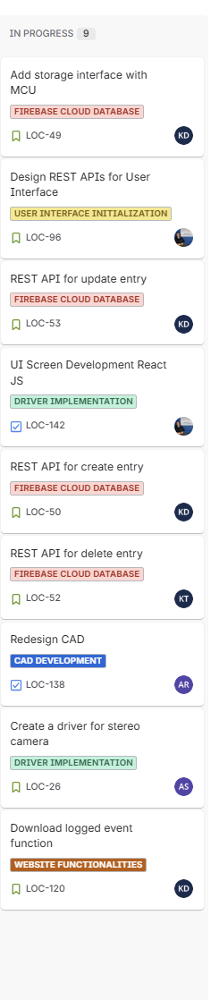 IN PROGRESS 9
Add storage interface with
MCU
FIREBASE CLOUD DATABASE
LOC-49 KD
Design REST APIs for User
Interface
USER INTERFACE INITIALIZATION
LOC-96
REST API for update entry
FIREBASE CLOUD DATABASE
LOC-53 KD
UI Screen Development React
JS
DRIVER IMPLEMENTATION
LOC-142
REST API for create entry
FIREBASE CLOUD DATABASE
LOC-50 KD
REST API for delete entry
FIREBASE CLOUD DATABASE
LOC-52 KT
Redesign CAD
CAD DEVELOPMENT
LOC-138 AR
Create a driver for stereo
camera
DRIVER IMPLEMENTATION
LOC-26 AS
Download logged event
function
WEBSITE FUNCTIONALITIES
LOC-120 KD